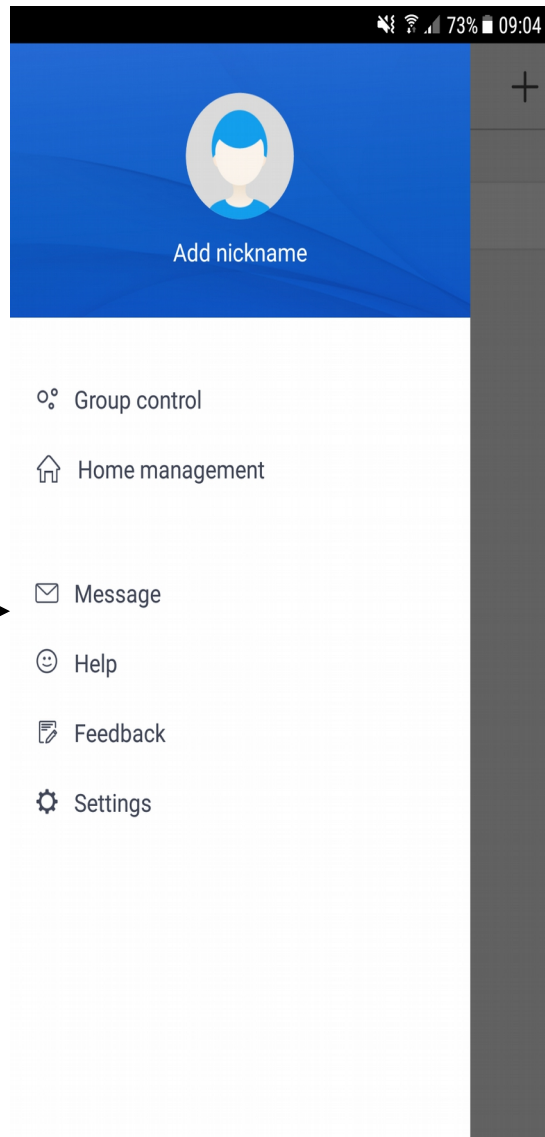 73% 09:04
Add nickname
Group control
Home management
Message
Help
Feedback
Settings